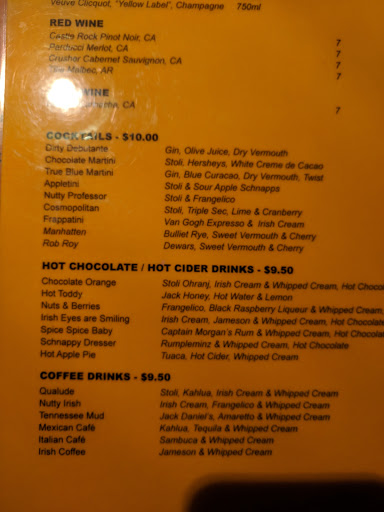 Veuve Clicquot, "Yellow Label", Champagne 750ml
RED WINE
Castle Rock Pinot Noir, CA 7
Parducci Merlot, CA 7
Crusher Cabernet Sauvignon, CA 7
Malbec, AR 7
WINE
CA 7
COCKTAILS - $10.00
Dirty Debutante Gin, Olive Juice, Dry Vermouth
Chocolate Martini Stoli, Hersheys, White Creme de Cacao
True Blue Martini Gin, Blue Curacao, Dry Vermouth, Twist
Appletini Stoli & Sour Apple Schnapps
Nutty Professor Stoli & Frangelico
Cosmopolitan Stoli, Triple Sec, Lime & Cranberry
Frappatini Van Gogh Expresso & Irish Cream
Manhatten Bulliet Rye, Sweet Vermouth & Cherry
Rob Roy Dewars, Sweet Vermouth & Cherry
HOT CHOCOLATE / HOT CIDER DRINKS - $9.50
Chocolate Orange Stoli Ohranj, Irish Cream & Whipped Cream, Hot Choco
Hot Toddy Jack Honey, Hot Water & Lemon
Nuts & Berries Frangelico, Black Raspberry Liqueur & Whipped Cream,
Irish Eyes are Smiling Irish Cream, Jameson & Whipped Cream, Hot Chocolate
Spice Spice Baby Captain Morgan's Rum & Whipped Cream, Hot Chocola
Schnappy Dresser Rumpleminz & Whipped Cream, Hot Chocolate
Hot Apple Pie Tuaca, Hot Cider, Whipped Cream
COFFEE DRINKS - $9.50
Qualude Stoli, Kahlua, Irish Cream & Whipped Cream
Nutty Irish Irish Cream, Frangelico & Whipped Cream
Tennessee Mud Jack Daniel's, Amaretto & Whipped Cream
Mexican Café Kahlua, Tequila & Whipped Cream
Italian Café Sambuca & Whipped Cream
Irish Coffee Jameson & Whipped Cream